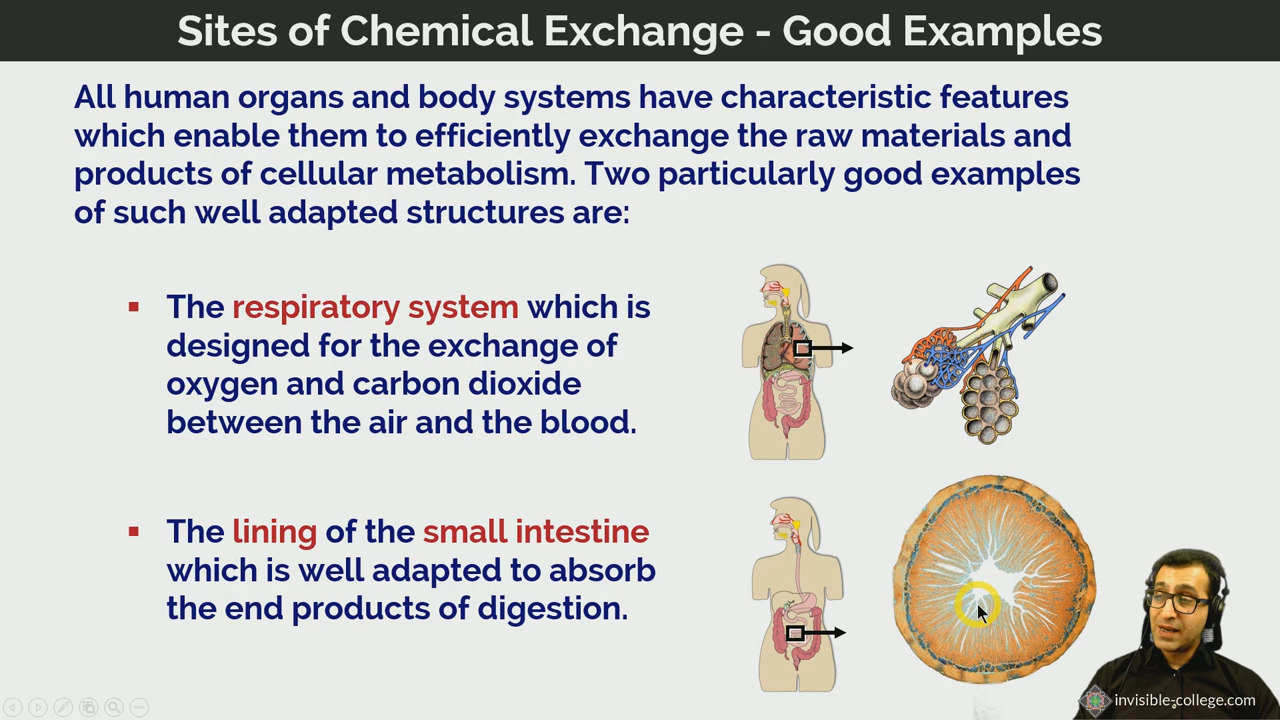 Sites of Chemical Exchange - Good Examples
All human organs and body systems have characteristic features
which enable them to efficiently exchange the raw materials and
products of cellular metabolism. Two particularly good examples
of such well adapted structures are:
▪ The respiratory system which is
designed for the exchange of
oxygen and carbon dioxide
between the air and the blood.
▪ The lining of the small intestine
which is well adapted to absorb
the end products of digestion.
invisible-college.com